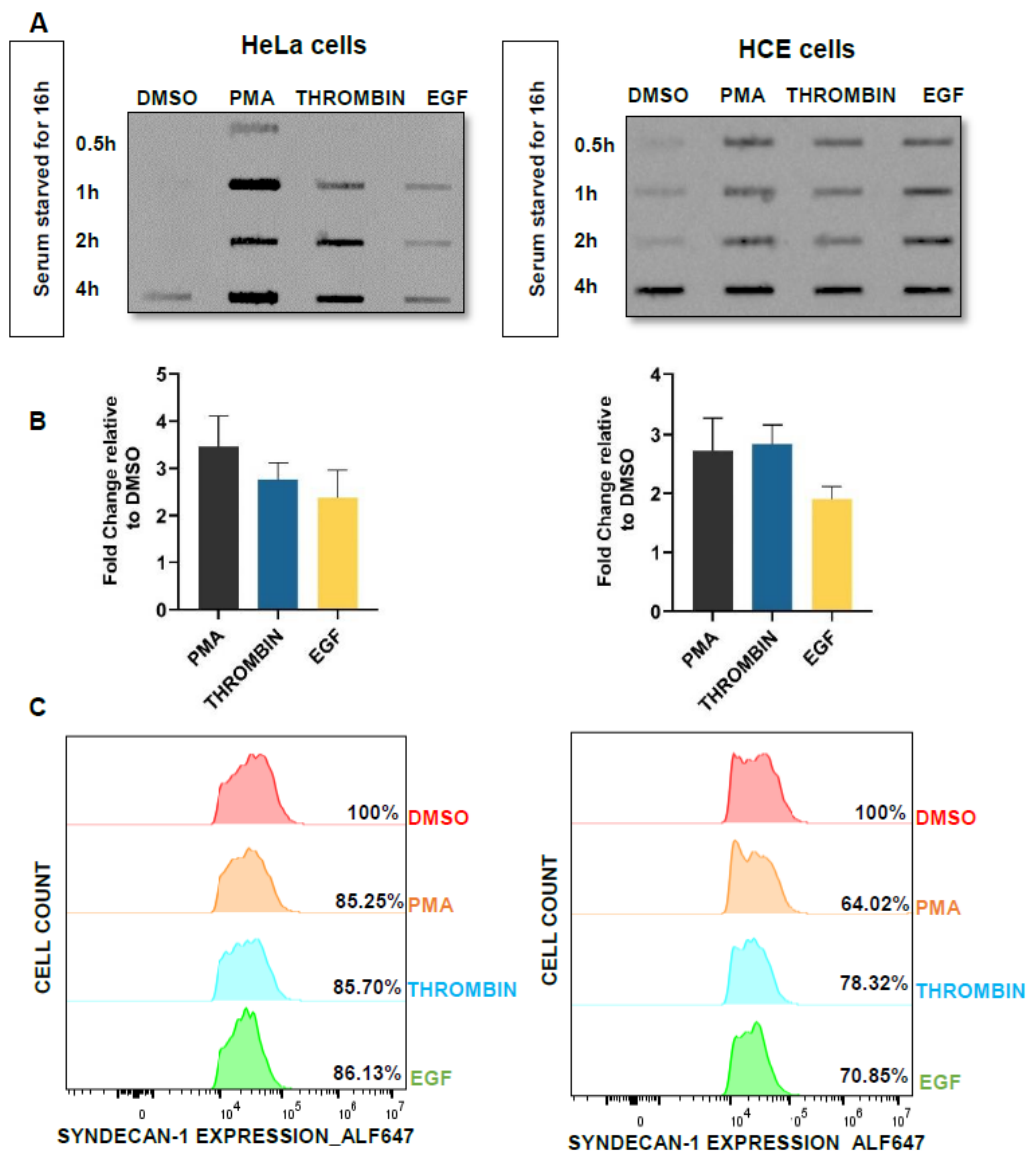 A
HeLa cells
HCE cells
Serum starved for 16h
DMSO PMA THROMBIN EGF
0.5h
1h
2h
4h
Serum starved for 16h
DMSO PMA THROMBIN EGF
0.5h
1h
2h
4h
B
Fold Change relative
to DMSO
5
4
3
2
1
0
PMA
THROMBIN
EGF
Fold Change relative
to DMSO
4
3
2
1
0
PMA
THROMBIN
EGF
C
CELL COUNT
100% DMSO
85.25% PMA
85.70% THROMBIN
86.13% EGF
0 10^4 10^5 10^6 10^7
SYNDECAN-1 EXPRESSION_ALF647
CELL COUNT
100% DMSO
64.02% PMA
78.32% THROMBIN
70.85% EGF
0 10^4 10^5 10^6 10^7
SYNDECAN-1 EXPRESSION ALF647